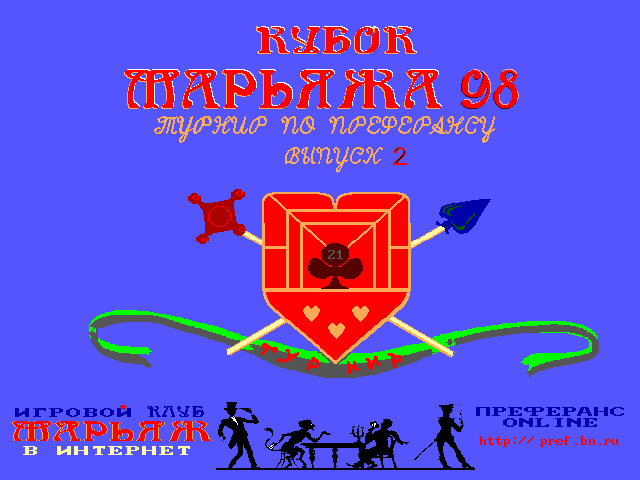 КУБОК
МАРЬЯЖА 98
ТУРНИР ПО ПРЕФЕРАНСУ
ВЫПУСК 2
21
ТУРНИР
ИГРОВОЙ КЛУБ
МАРЬЯЖ
В ИНТЕРНЕТ
ПРЕФЕРАНС
ONLINE
http://pref.bn.ru